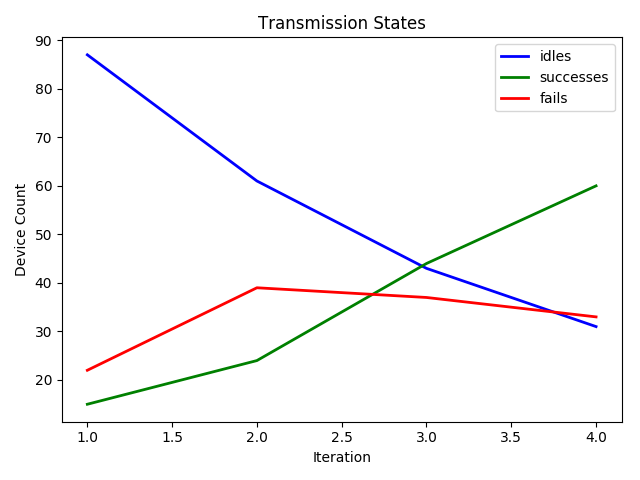 Transmission States
Device Count
90
80
70
60
50
40
30
20
idles
successes
fails
1.0 1.5 2.0 2.5 3.0 3.5 4.0
Iteration